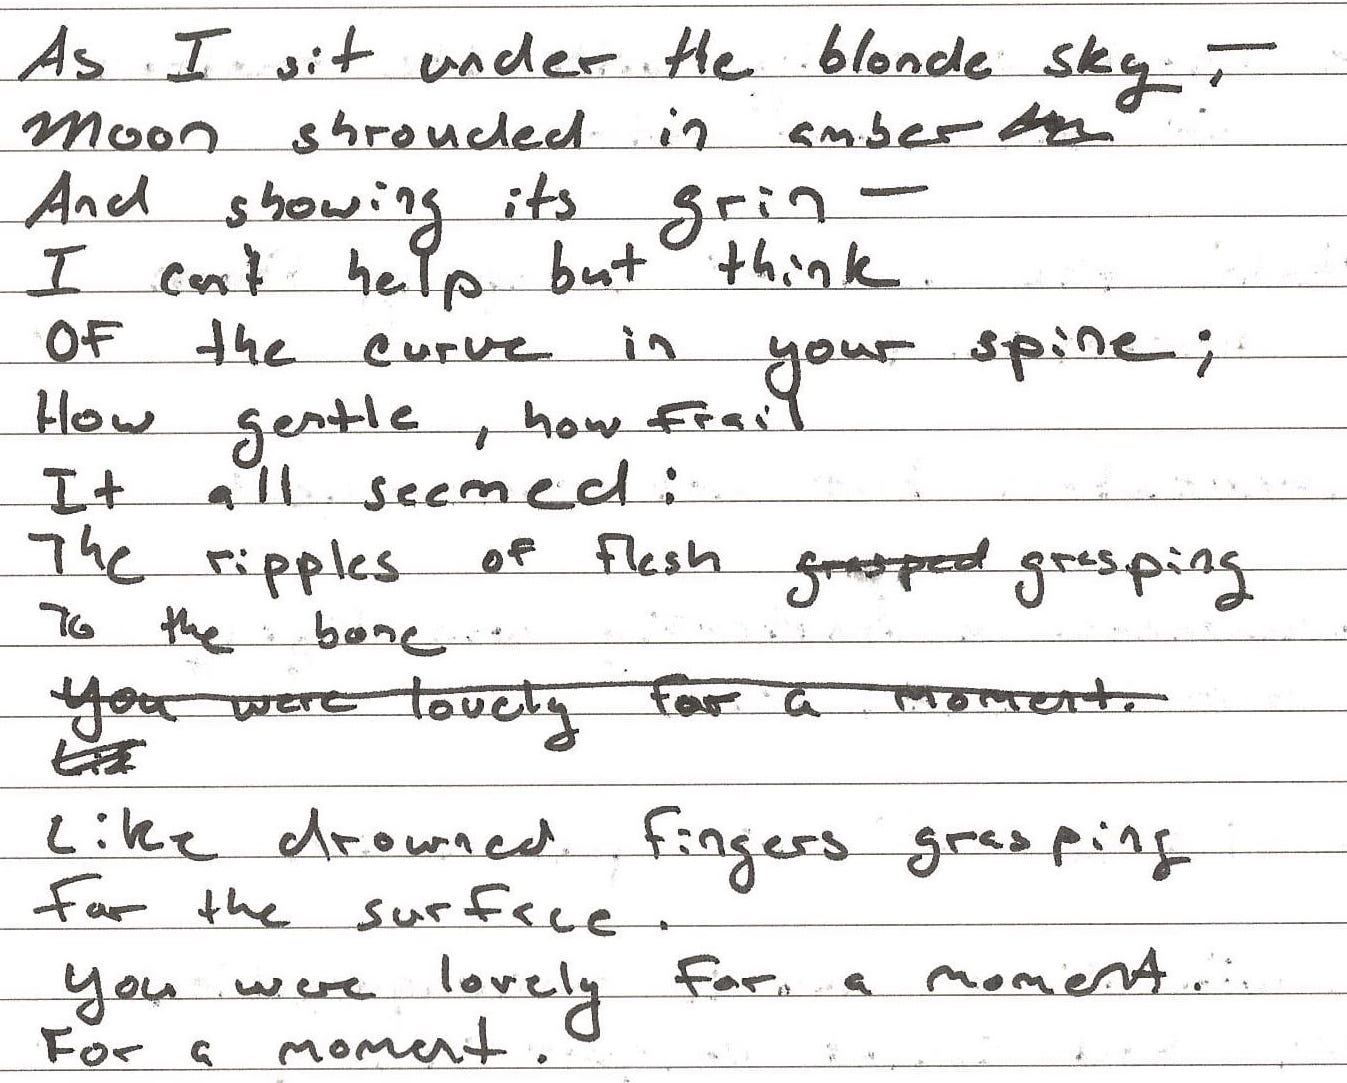 As I sit under the blonde sky, —
Moon shrouded in amber
And showing its grin —
I can't help but think
Of the curve in your spine;
How gentle, how frail
It all seemed:
The ripples of flesh grasped grasping
To the bone
You were lovely for a moment.
Like drowned fingers grasping
For the surface.
You were lovely for a moment.
For a moment.